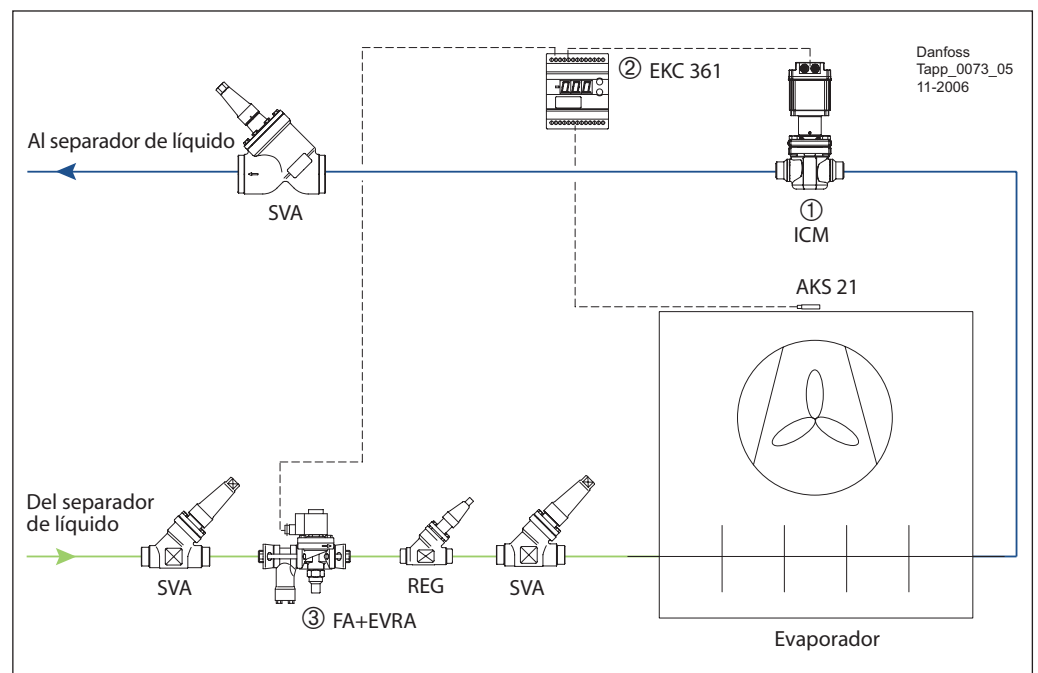 Danfoss
Tapp_0073_05
11-2006
② EKC 361
Al separador de líquido
SVA
①
ICM
AKS 21
Del separador
de líquido
SVA
③ FA+EVRA
REG
SVA
Evaporador